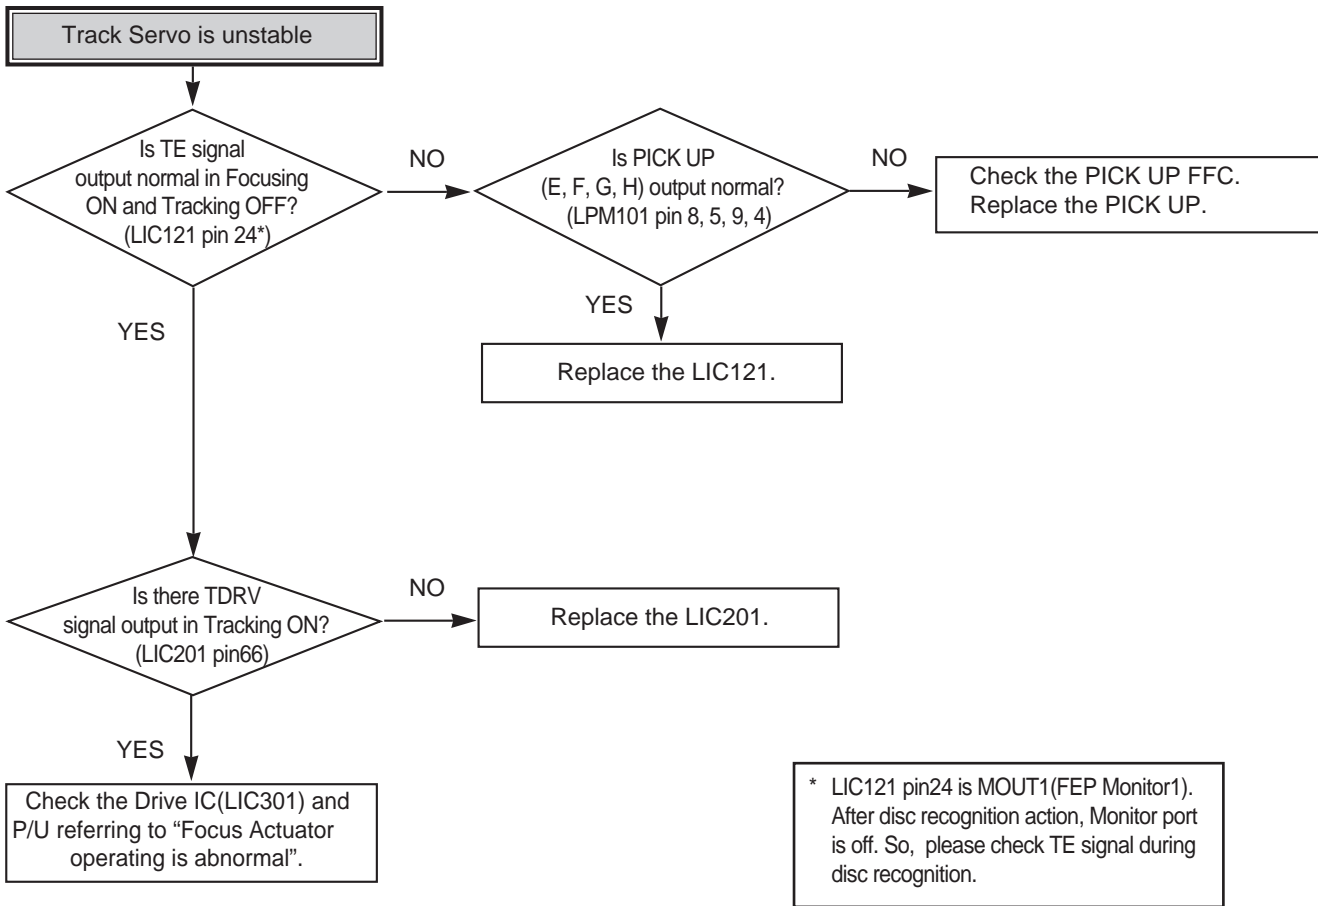 Track Servo is unstable
Is TE signal
output normal in Focusing
ON and Tracking OFF?
(LIC121 pin 24*)
NO
Is PICK UP
(E, F, G, H) output normal?
(LPM101 pin 8, 5, 9, 4)
NO
Check the PICK UP FFC.
Replace the PICK UP.
YES
YES
Replace the LIC121.
Is there TDRV
signal output in Tracking ON?
(LIC201 pin66)
NO
Replace the LIC201.
YES
Check the Drive IC(LIC301) and
P/U referring to “Focus Actuator
operating is abnormal”.
* LIC121 pin24 is MOUT1(FEP Monitor1).
After disc recognition action, Monitor port
is off. So, please check TE signal during
disc recognition.